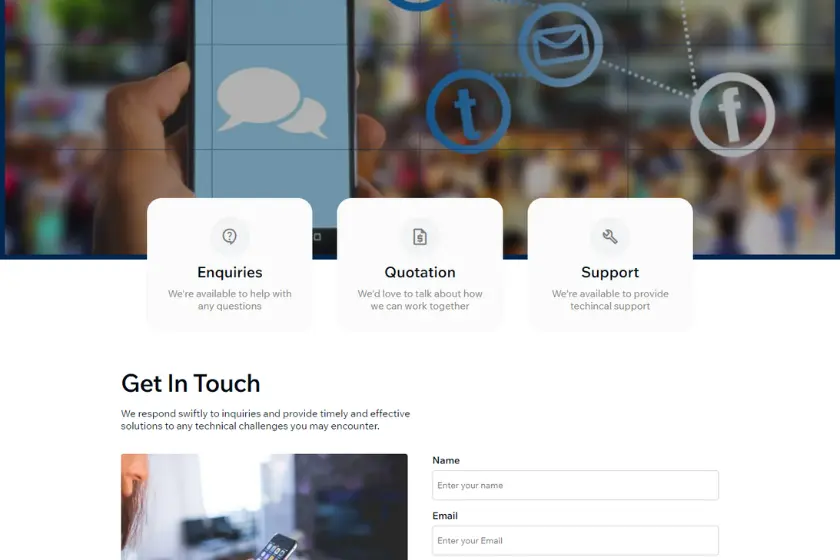 t
f
Enquiries
We're available to help with
any questions
Quotation
We'd love to talk about how
we can work together
Support
We're available to provide
techincal support
Get In Touch
We respond swiftly to inquiries and provide timely and effective
solutions to any technical challenges you may encounter.
Name
Enter your name
Email
Enter your Email